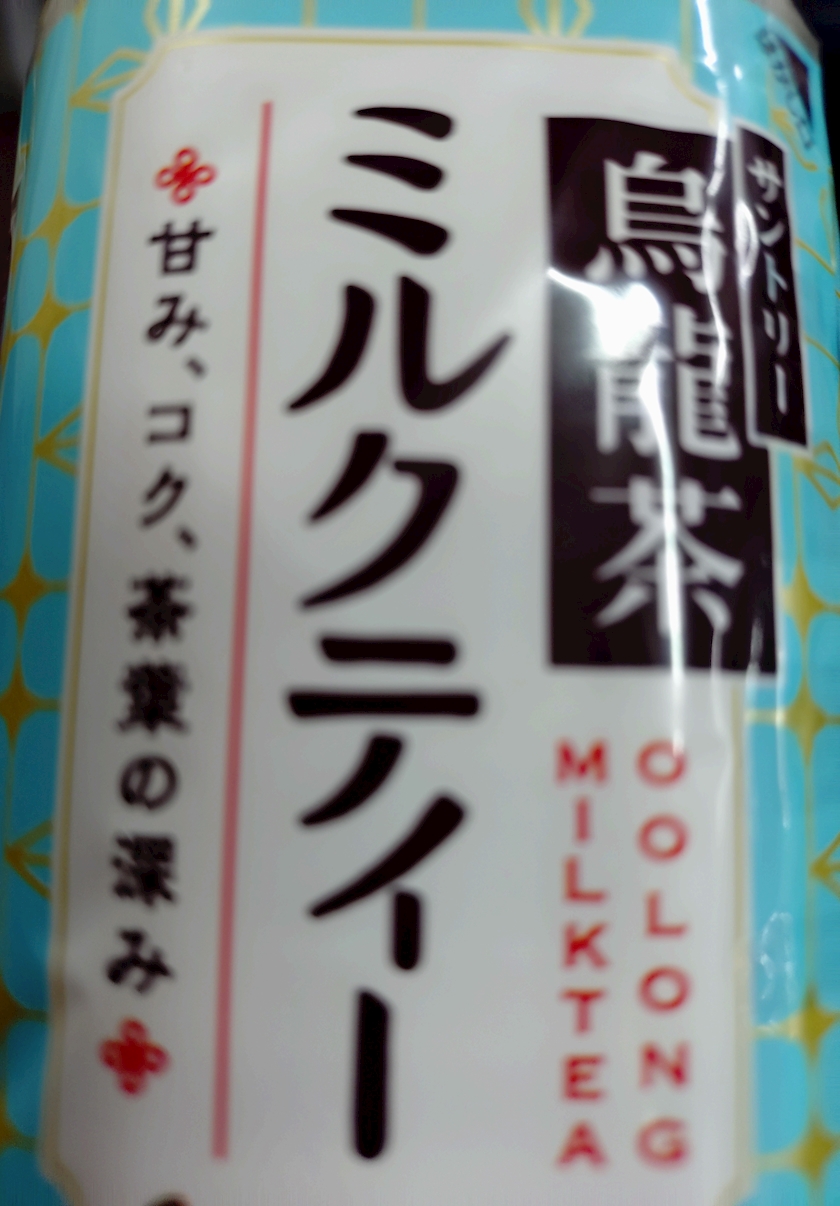 サントリー
烏龍茶
OOLONG
MILKTEA
ミルクティー
甘み、コク、茶葉の深み